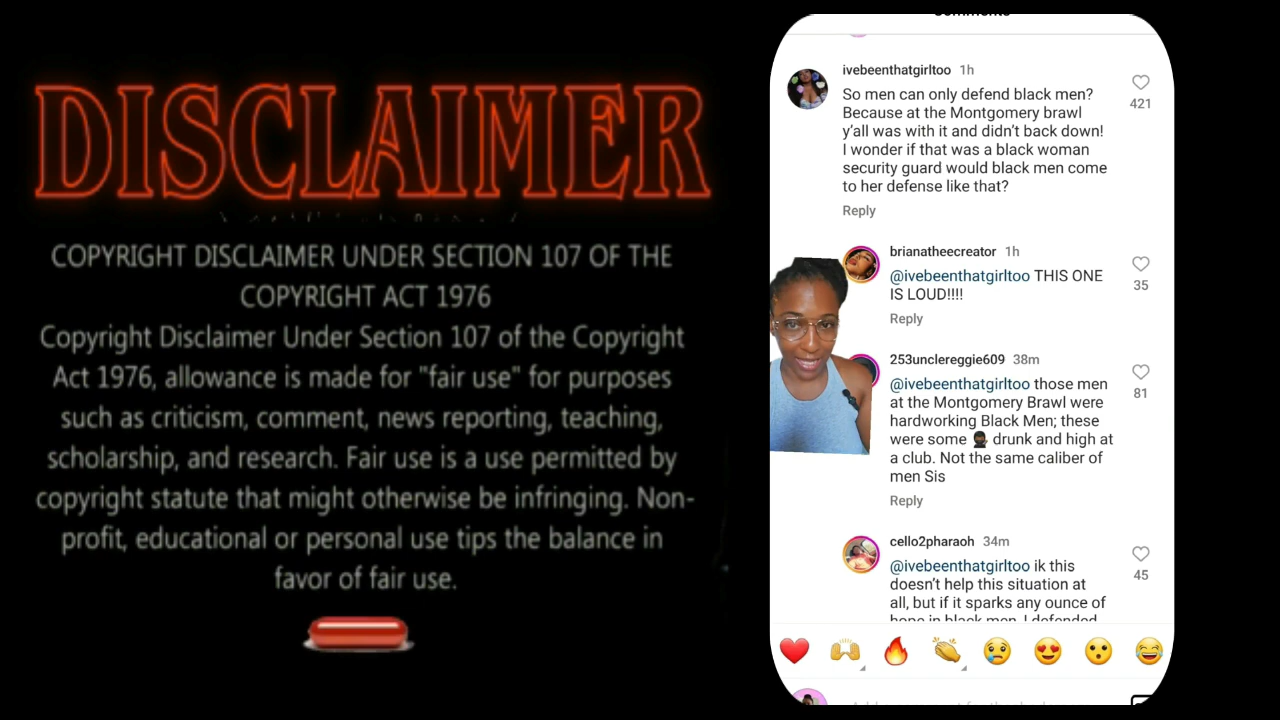 DISCLAIMER
COPYRIGHT DISCLAIMER UNDER SECTION 107 OF THE
COPYRIGHT ACT 1976
Copyright Disclaimer Under Section 107 of the Copyright
Act 1976, allowance is made for "fair use" for purposes
such as criticism, comment, news reporting, teaching,
scholarship, and research. Fair use is a use permitted by
copyright statute that might otherwise be infringing. Non-
profit, educational or personal use tips the balance in
favor of fair use.
ivebeenthatgirltoo 1h
So men can only defend black men?
Because at the Montgomery brawl
y'all was with it and didn't back down!
I wonder if that was a black woman
security guard would black men come
to her defense like that?
421
Reply
brianatheecreator 1h
@ivebeenthatgirltoo THIS ONE
IS LOUD!!!!
35
Reply
253unclereggie609 38m
@ivebeenthatgirltoo those men
at the Montgomery Brawl were
hardworking Black Men; these
were some 🥷🏿 drunk and high at
a club. Not the same caliber of
men Sis
81
Reply
cello2pharaoh 34m
@ivebeenthatgirltoo ik this
doesn't help this situation at
all, but if it sparks any ounce of
hope in black men, I defended
45